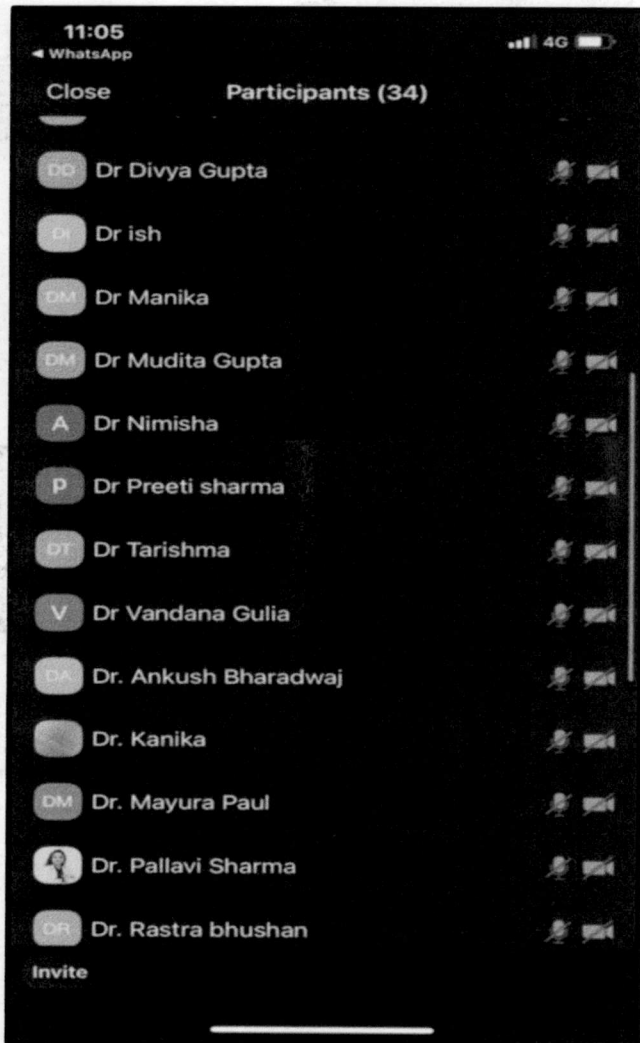 11:05
4G
WhatsApp
Close
Participants (34)
DD Dr Divya Gupta
DI Dr ish
DM Dr Manika
DM Dr Mudita Gupta
A Dr Nimisha
P Dr Preeti sharma
DT Dr Tarishma
V Dr Vandana Gulia
DA Dr. Ankush Bharadwaj
Dr. Kanika
DM Dr. Mayura Paul
Dr. Pallavi Sharma
DR Dr. Rastra bhushan
Invite